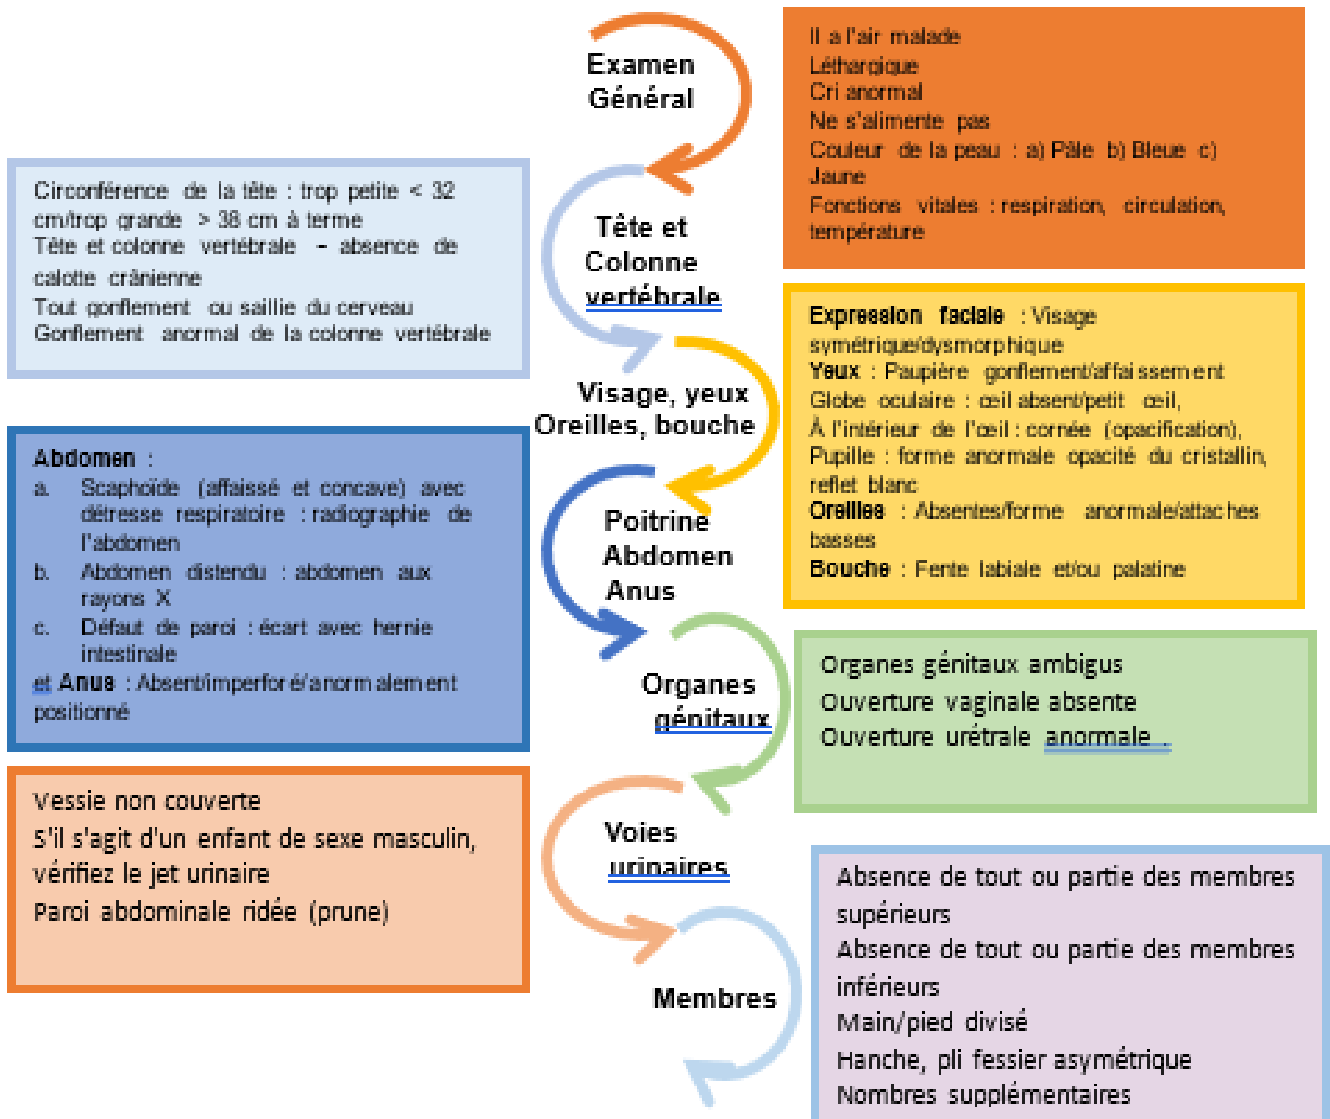 Examen
Général
Il a l'air malade
Léthargique
Cri anormal
Ne s'alimente pas
Couleur de la peau : a) Pâle b) Bleue c)
Jaune
Fonctions vitales : respiration, circulation,
température
Tête et
Colonne
vertébrale
Circonférence de la tête : trop petite < 32
cm/trop grande > 38 cm à terme
Tête et colonne vertébrale - absence de
calotte crânienne
Tout gonflement ou saillie du cerveau
Gonflement anormal de la colonne vertébrale
Visage, yeux
Oreilles, bouche
Expression faciale : Visage
symétrique/dysmorphique
Yeux : Paupière gonflement/affaissement
Globe oculaire : œil absent/petit œil,
À l'intérieur de l'œil : cornée (opacification),
Pupille : forme anormale opacité du cristallin,
reflet blanc
Oreilles : Absentes/forme anormale/attaches
basses
Bouche : Fente labiale et/ou palatine
Poitrine
Abdomen
Anus
Abdomen :
a. Scaphoïde (affaissé et concave) avec
détresse respiratoire : radiographie de
l'abdomen
b. Abdomen distendu : abdomen aux
rayons X
c. Défaut de paroi : écart avec hernie
intestinale
et Anus : Absent/imperforé/anormalement
positionné
Organes
génitaux
Organes génitaux ambigus
Ouverture vaginale absente
Ouverture urétrale anormale .
Voies
urinaires
Vessie non couverte
S'il s'agit d'un enfant de sexe masculin,
vérifiez le jet urinaire
Paroi abdominale ridée (prune)
Membres
Absence de tout ou partie des membres
supérieurs
Absence de tout ou partie des membres
inférieurs
Main/pied divisé
Hanche, pli fessier asymétrique
Nombres supplémentaires